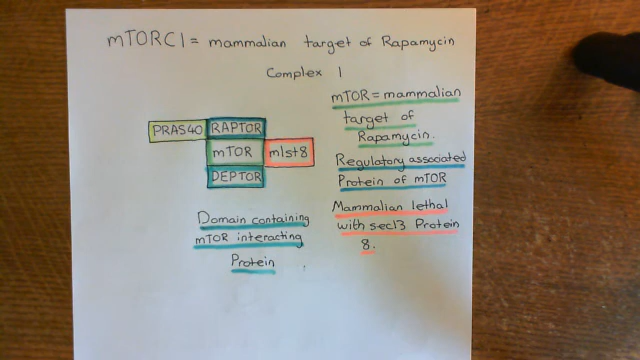 mTORC1 = mammalian target of Rapamycin
Complex 1
mTOR = mammalian
target of
Rapamycin.
PRAS40 RAPTOR
mTOR mlst8
DEPTOR
Regulatory associated
Protein of mTOR
Mammalian lethal
with sec13 Protein
8.
Domain containing
mTOR interacting
Protein